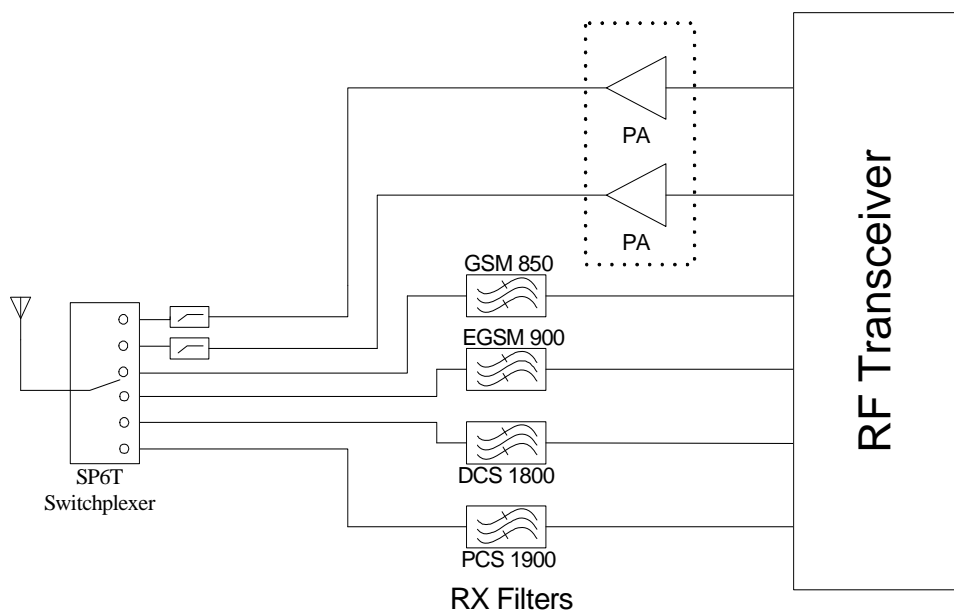 PA
PA
GSM 850
EGSM 900
DCS 1800
PCS 1900
RX Filters
SP6T
Switchplexer
RF Transceiver